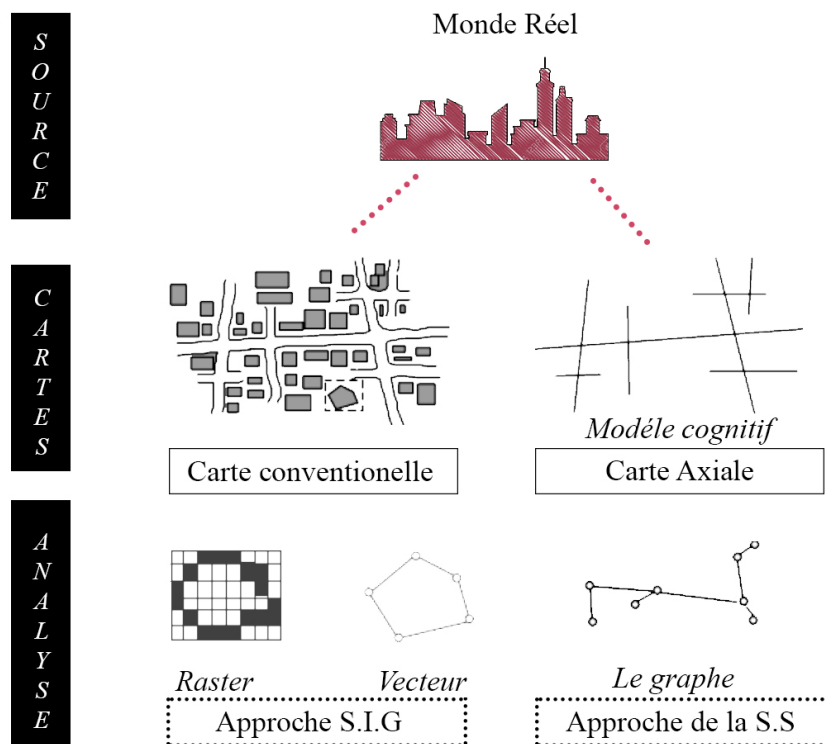 SOURCE
Monde Réel
CARTES
Modéle cognitif
Carte conventionelle
Carte Axiale
ANALYSE
Raster
Vecteur
Le graphe
Approche S.I.G
Approche de la S.S